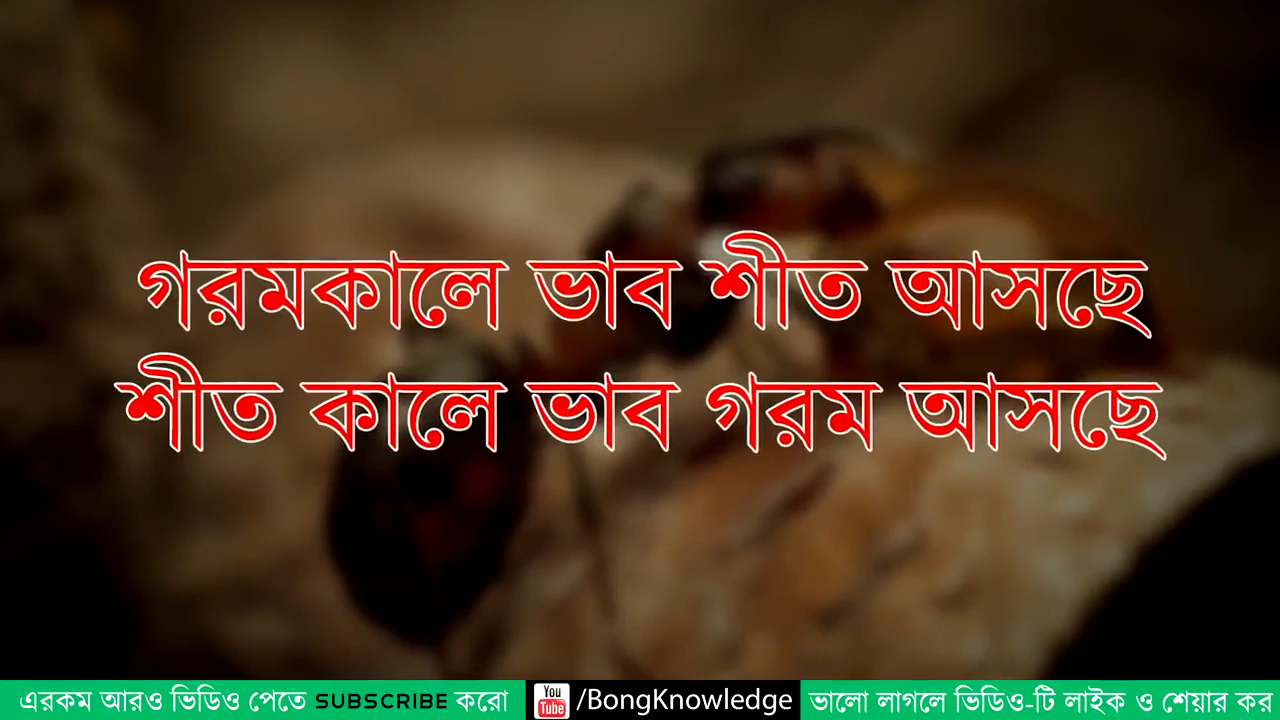 গরমকালে ভাব শীত আসছে
শীত কালে ভাব গরম আসছে
এরকম আরও ভিডিও পেতে SUBSCRIBE করো You Tube /BongKnowledge ভালো লাগলে ভিডিও-টি লাইক ও শেয়ার কর